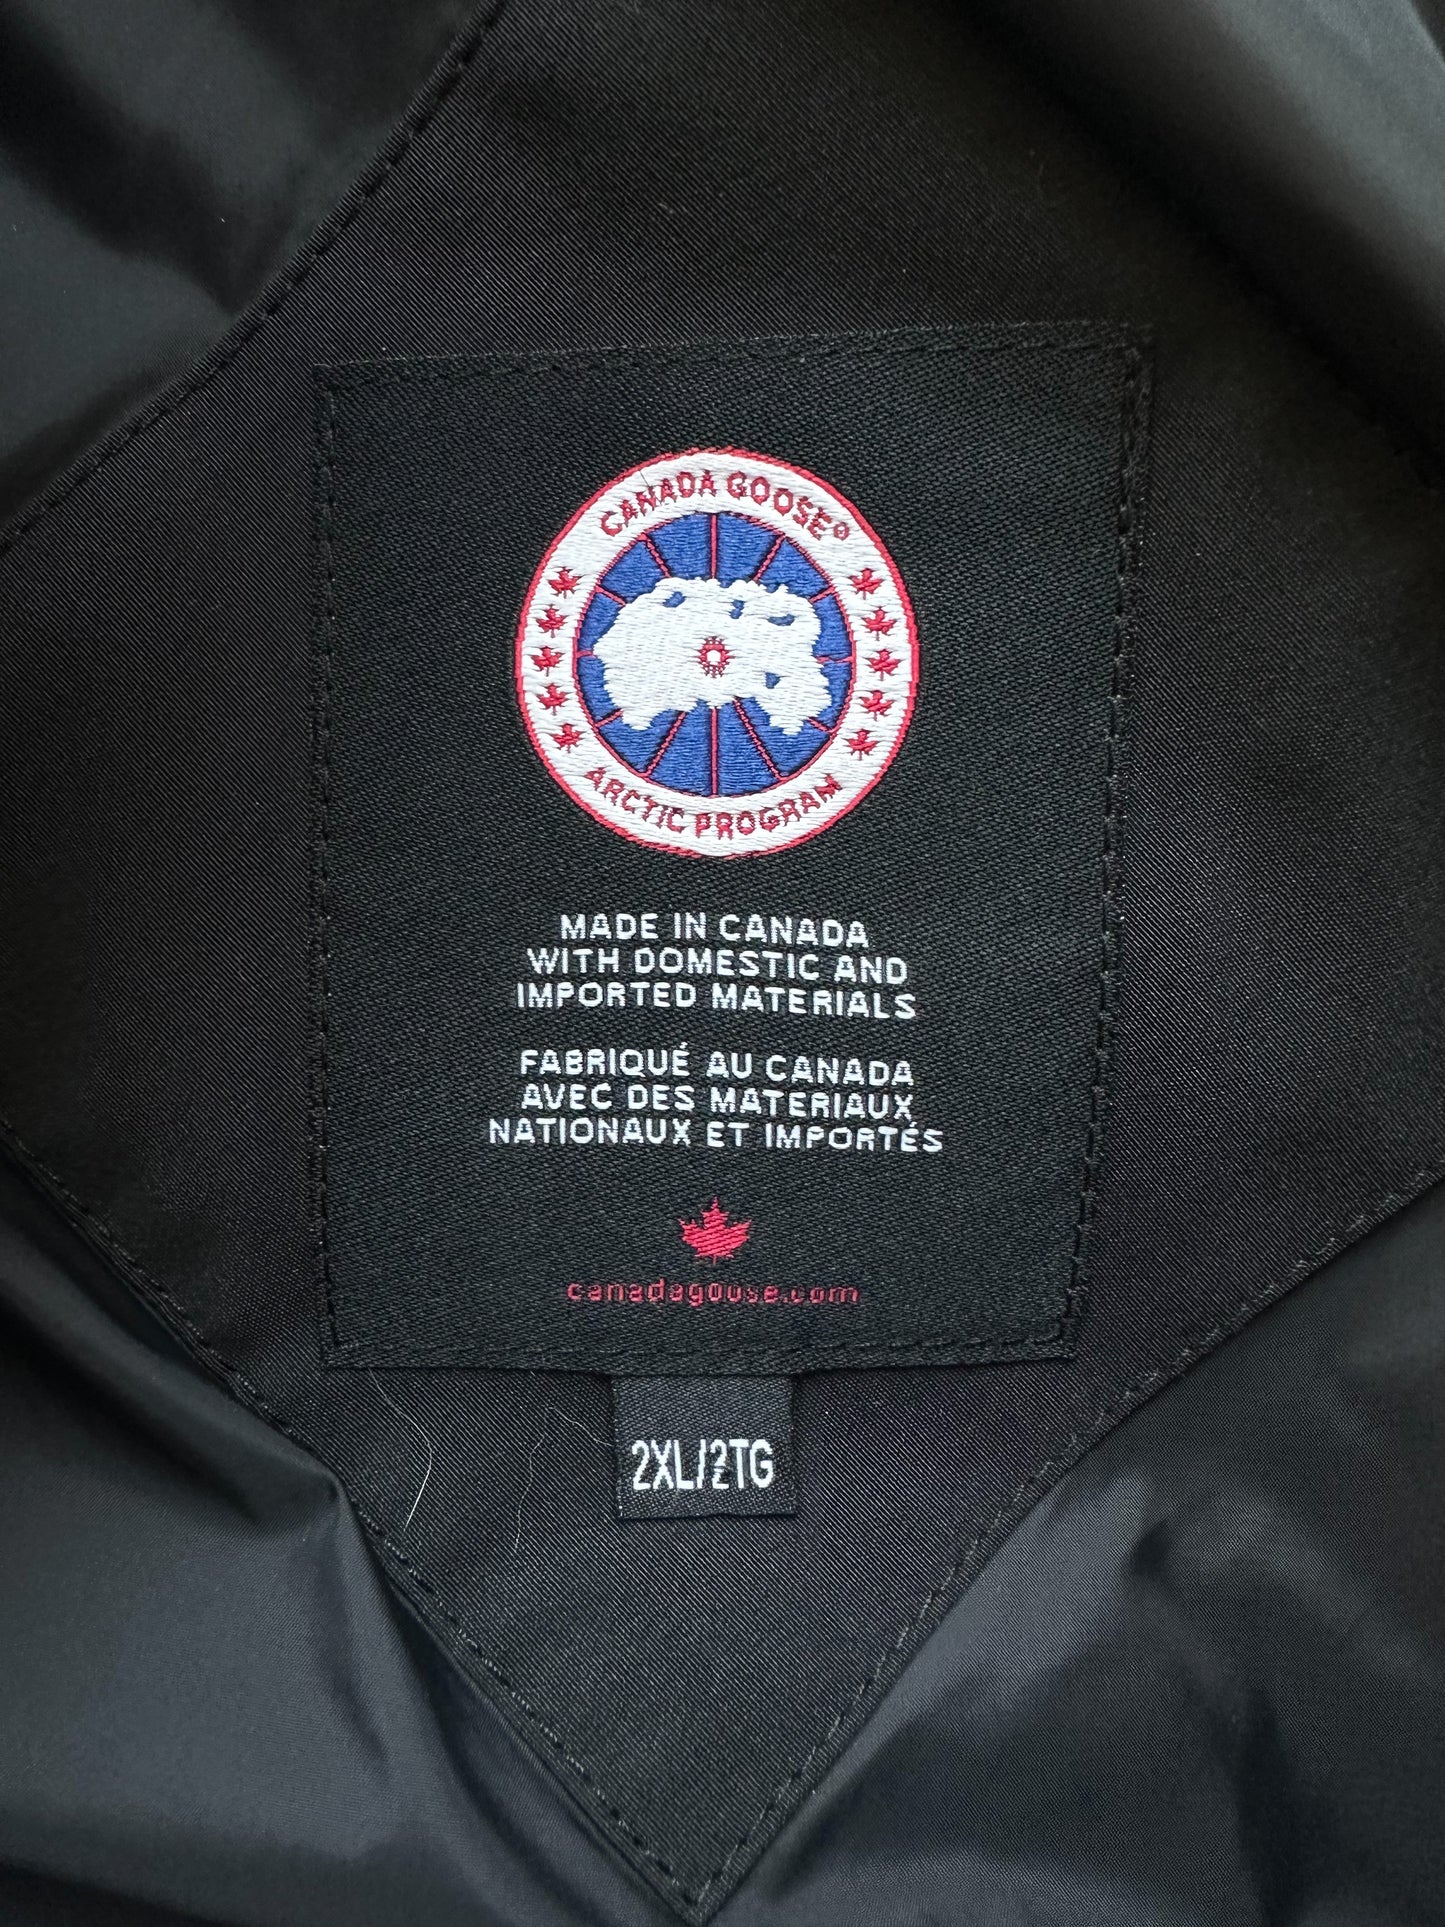 CANADA GOOSE®
ARCTIC PROGRAM
MADE IN CANADA
WITH DOMESTIC AND
IMPORTED MATERIALS
FABRIQUÉ AU CANADA
AVEC DES MATERIAUX
NATIONAUX ET IMPORTÉS
canadagoose.com
2XL/2TG